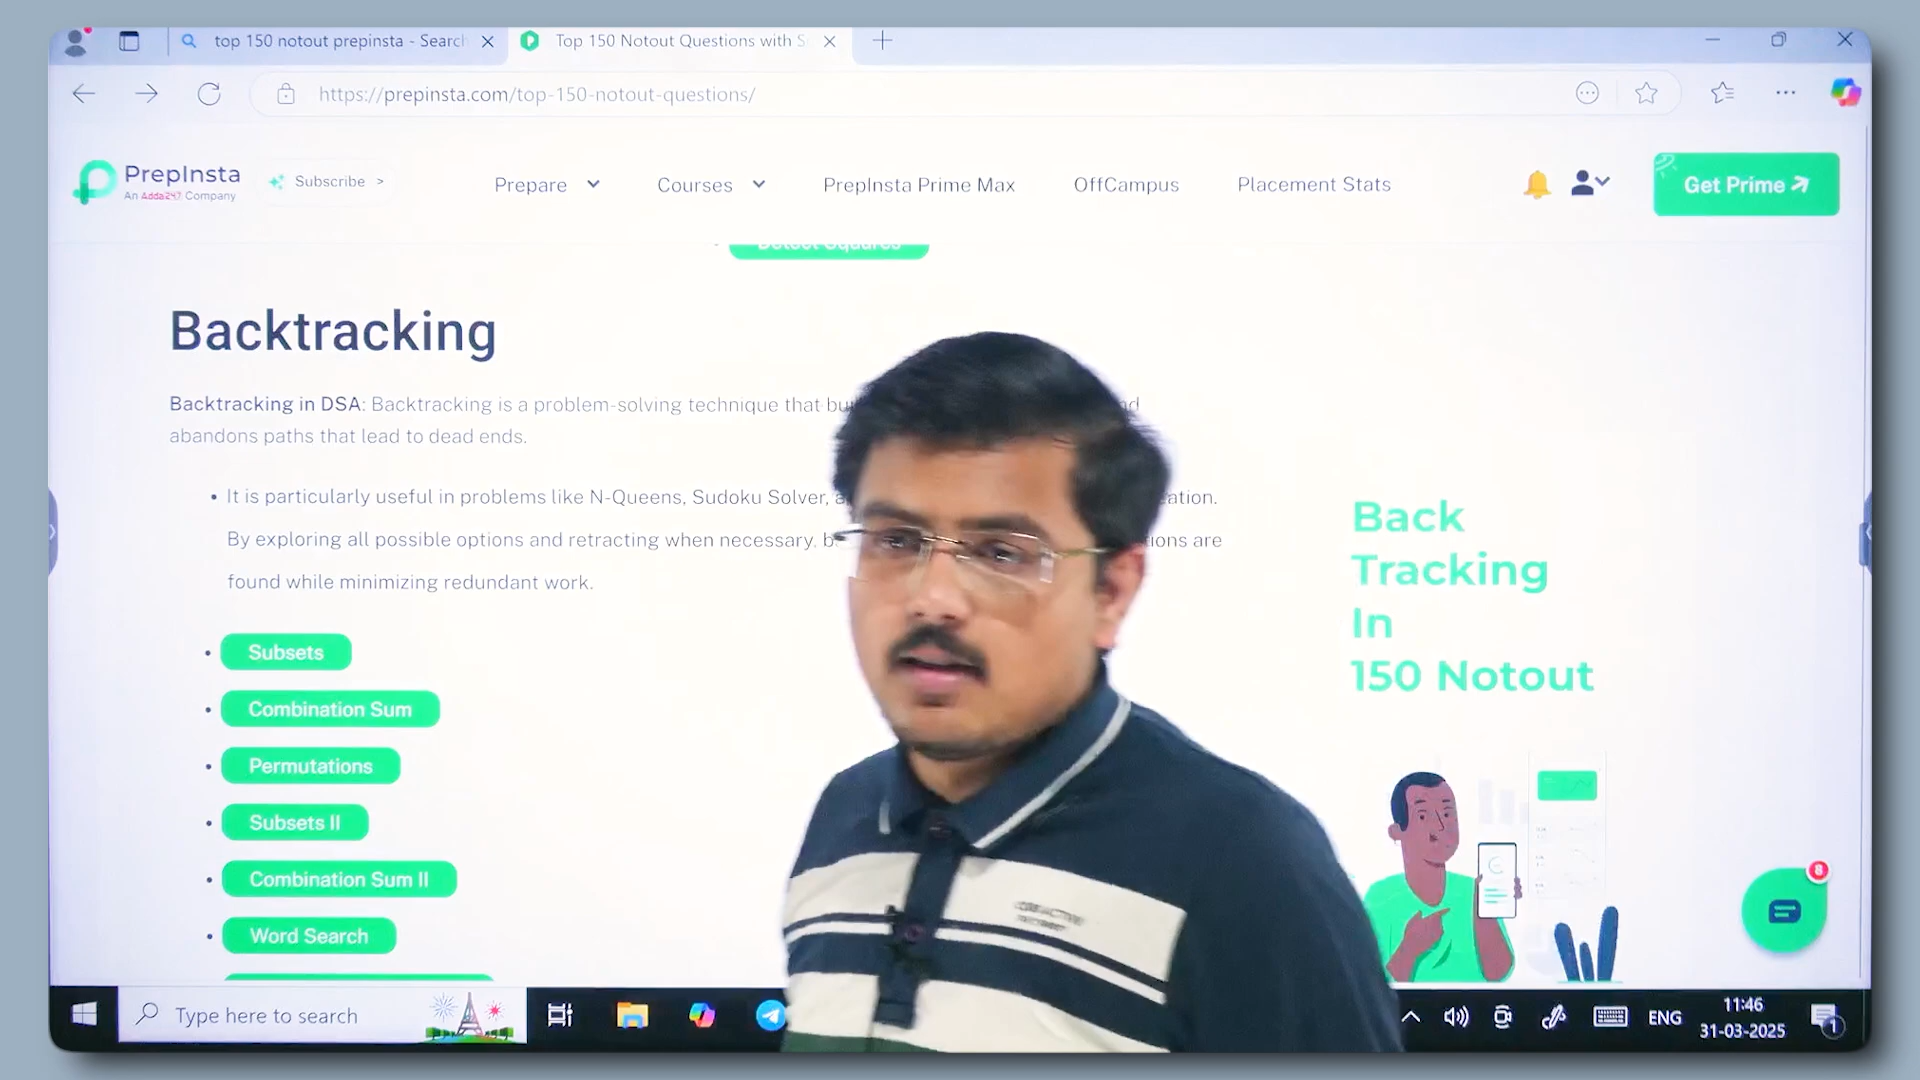 top 150 notout prepinsta - Search
Top 150 Notout Questions with S
https://prepinsta.com/top-150-notout-questions/
PrepInsta
An Adda247 Company
Subscribe >
Prepare
Courses
PrepInsta Prime Max
OffCampus
Placement Stats
Get Prime
Detect Squares
Backtracking
Backtracking in DSA: Backtracking is a problem-solving technique that
abandons paths that lead to dead ends.
• It is particularly useful in problems like N-Queens, Sudoku Solver,
By exploring all possible options and retracting when necessary, are
found while minimizing redundant work.
• Subsets
• Combination Sum
• Permutations
• Subsets II
• Combination Sum II
• Word Search
Back
Tracking
In
150 Notout
8
Type here to search
ENG
11:46
31-03-2025
1